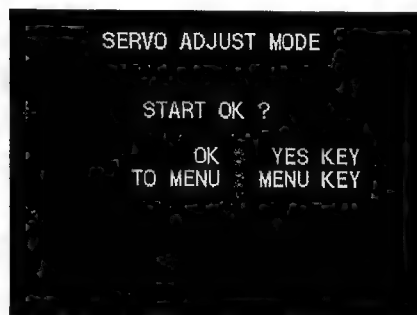 SERVO ADJUST MODE
START OK ?
OK : YES KEY
TO MENU : MENU KEY